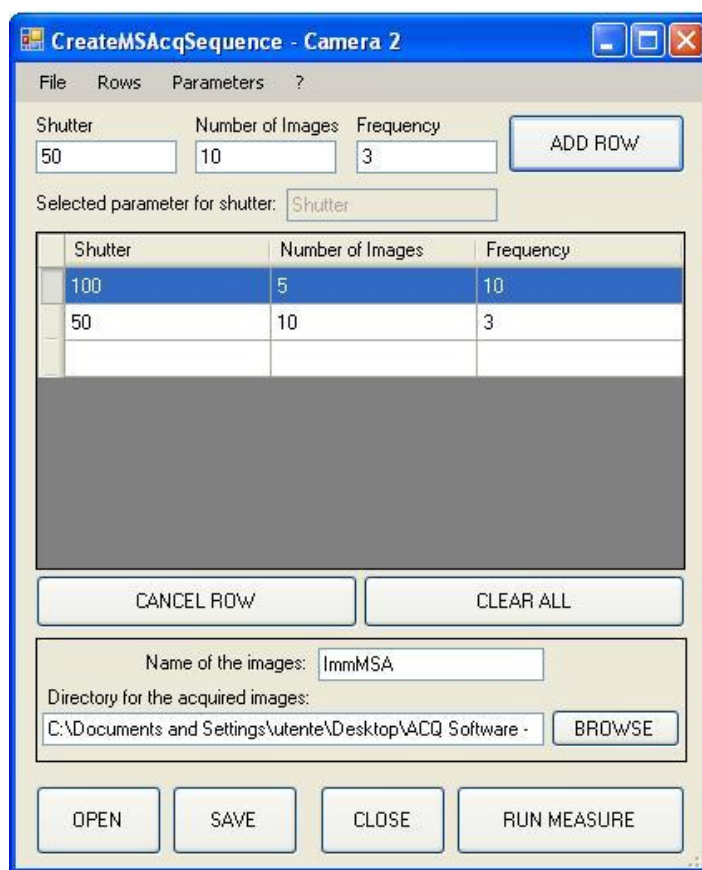 CreateMSAcqSequence - Camera 2
File Rows Parameters ?
Shutter Number of Images Frequency
50 10 3 ADD ROW
Selected parameter for shutter: Shutter
Shutter Number of Images Frequency
100 5 10
50 10 3
CANCEL ROW CLEAR ALL
Name of the images: ImmMSA
Directory for the acquired images:
C:\Documents and Settings\utente\Desktop\ACQ Software - BROWSE
OPEN SAVE CLOSE RUN MEASURE